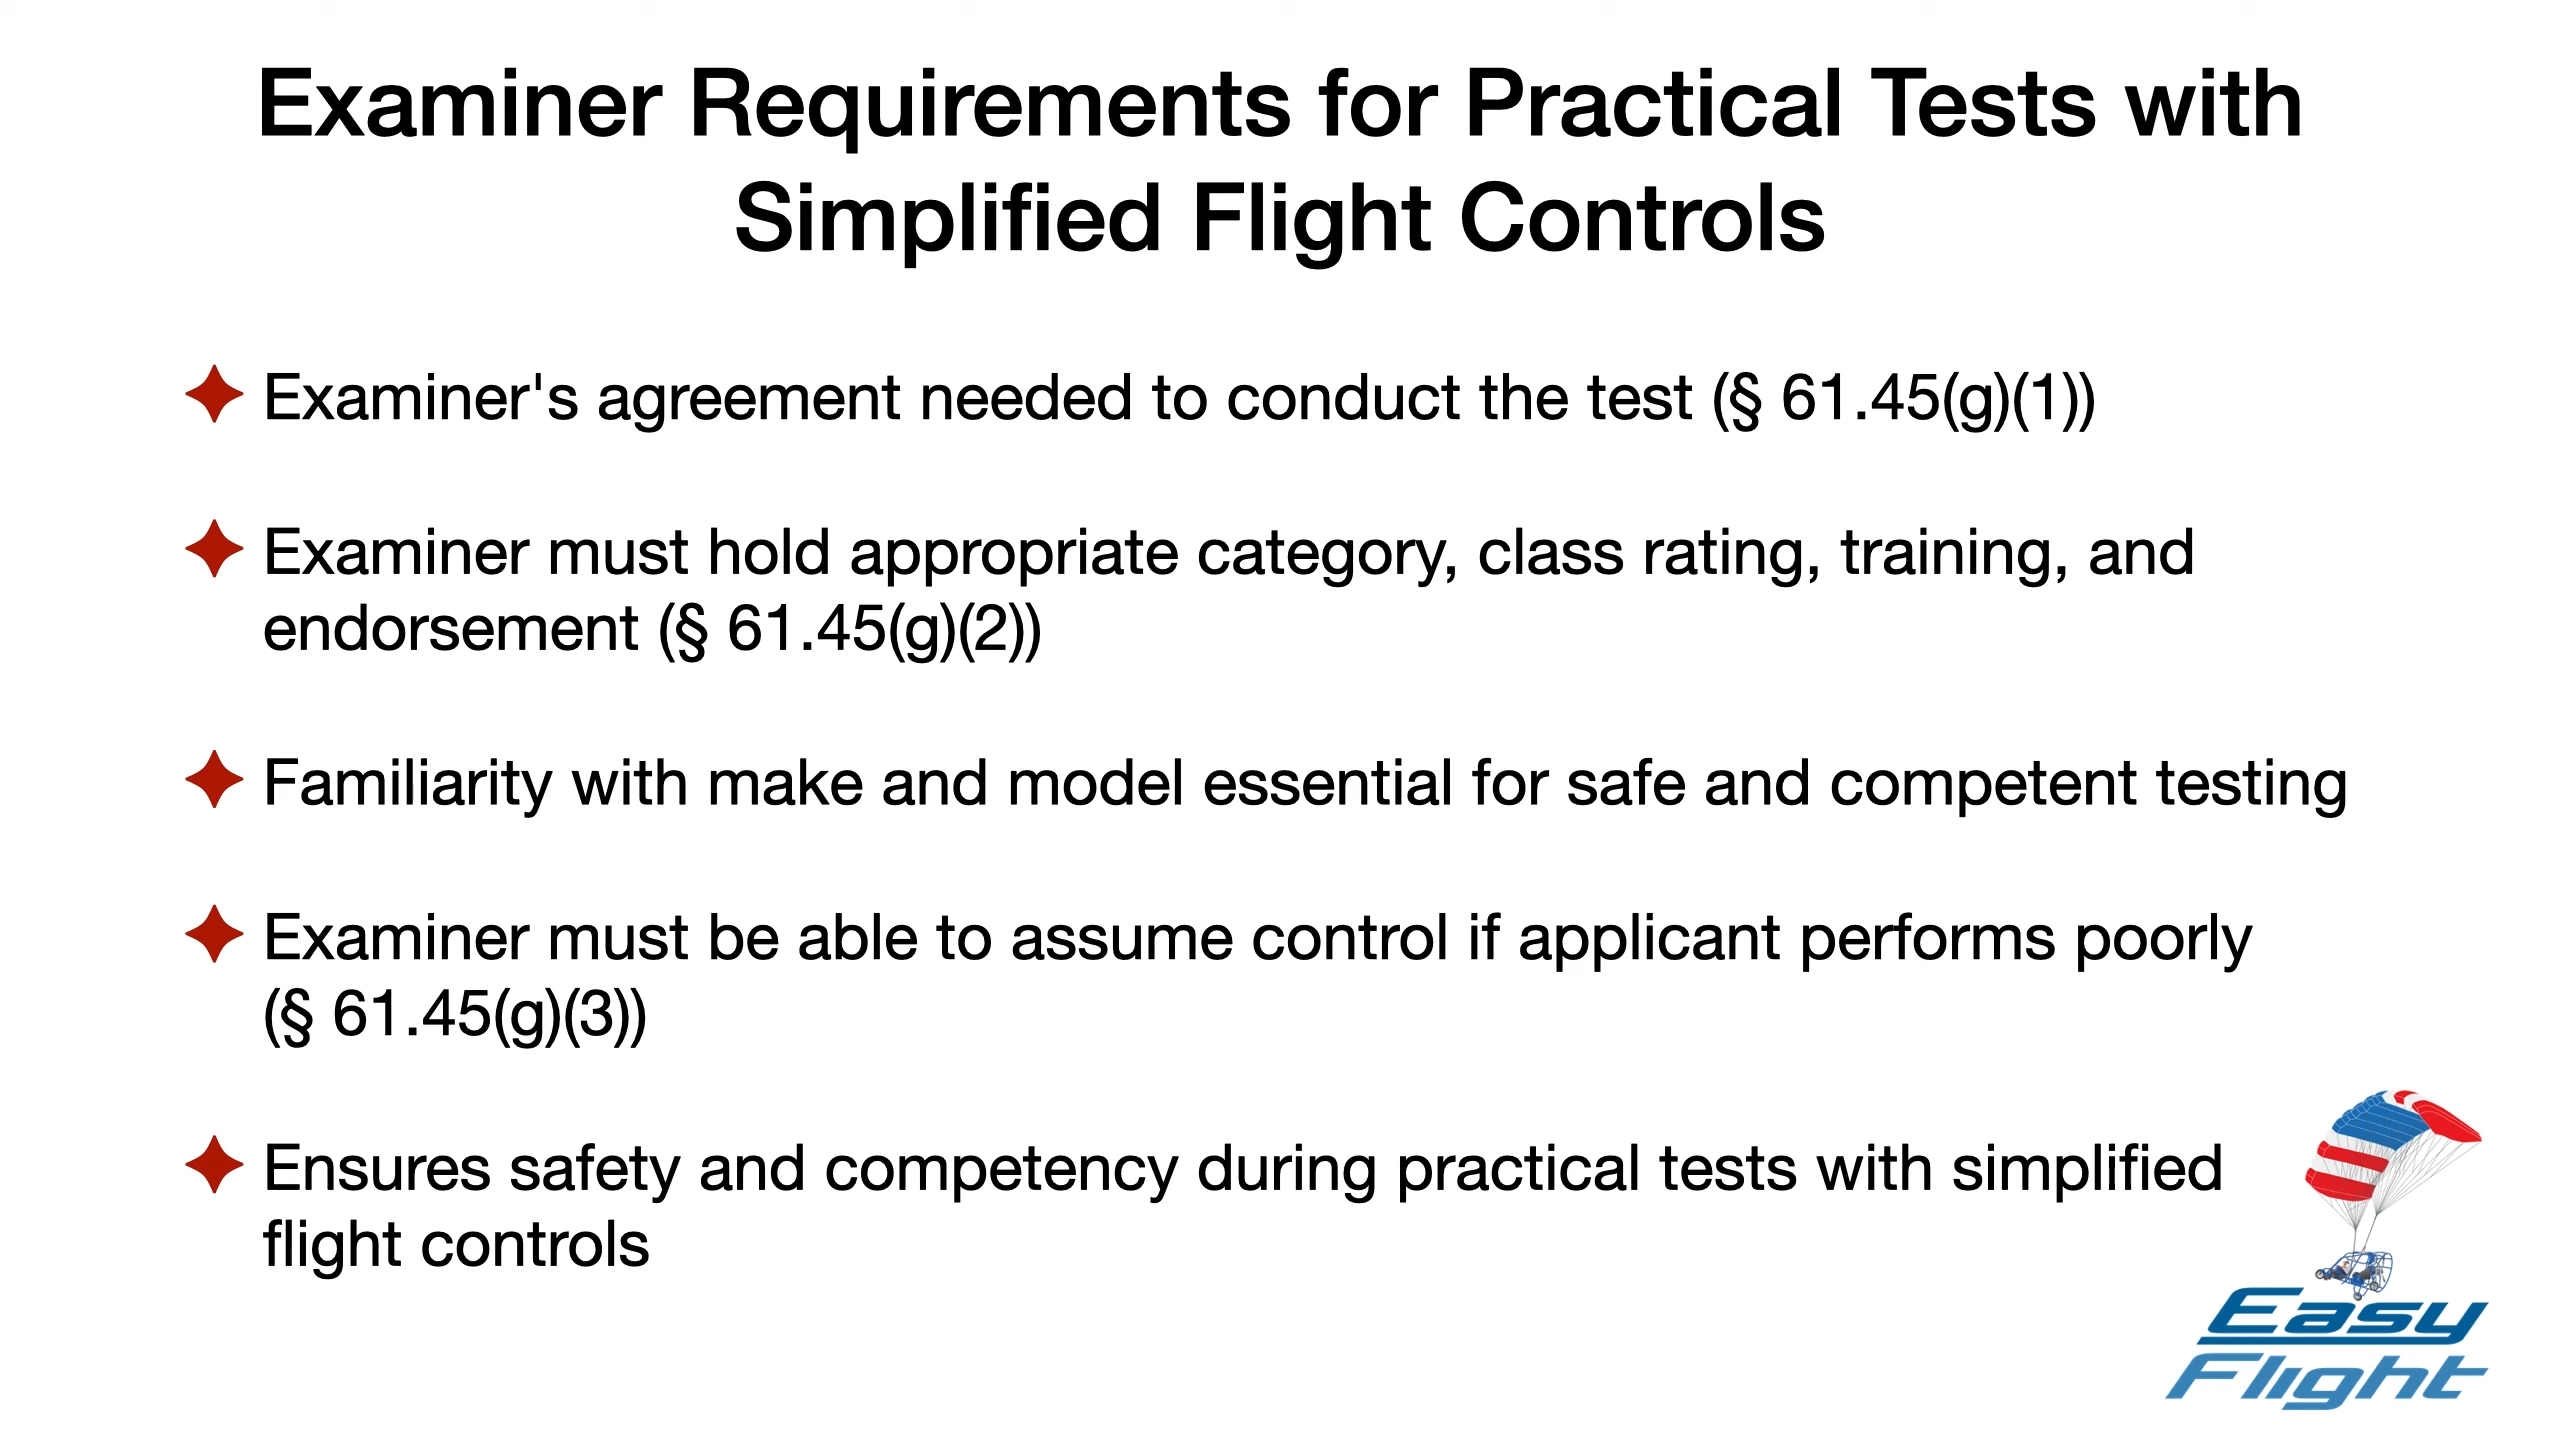 Examiner Requirements for Practical Tests with
Simplified Flight Controls
Examiner's agreement needed to conduct the test (§ 61.45(g)(1))
Examiner must hold appropriate category, class rating, training, and
endorsement (§ 61.45(g)(2))
Familiarity with make and model essential for safe and competent testing
Examiner must be able to assume control if applicant performs poorly
(§ 61.45(g)(3))
Ensures safety and competency during practical tests with simplified
flight controls
Easy
Flight